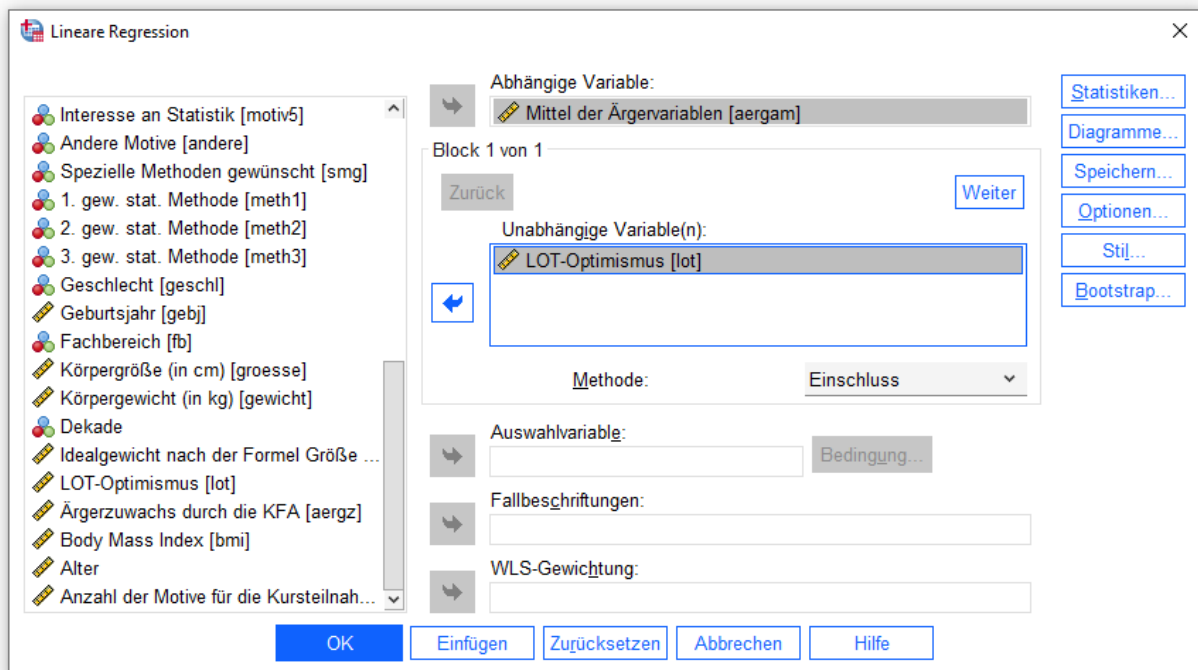 Lineare Regression
Interesse an Statistik [motiv5]
Andere Motive [andere]
Spezielle Methoden gewünscht [smg]
1. gew. stat. Methode [meth1]
2. gew. stat. Methode [meth2]
3. gew. stat. Methode [meth3]
Geschlecht [geschl]
Geburtsjahr [gebj]
Fachbereich [fb]
Körpergröße (in cm) [groesse]
Körpergewicht (in kg) [gewicht]
Dekade
Idealgewicht nach der Formel Größe ...
LOT-Optimismus [lot]
Ärgerzuwachs durch die KFA [aergz]
Body Mass Index [bmi]
Alter
Anzahl der Motive für die Kursteilnah...
Abhängige Variable:
Mittel der Ärgervariablen [aergam]
Block 1 von 1
Zurück
Weiter
Unabhängige Variable(n):
LOT-Optimismus [lot]
Methode:
Einschluss
Auswahlvariable:
Bedingung...
Fallbeschriftungen:
WLS-Gewichtung:
Statistiken...
Diagramme...
Speichern...
Optionen...
Stil...
Bootstrap...
OK
Einfügen
Zurücksetzen
Abbrechen
Hilfe